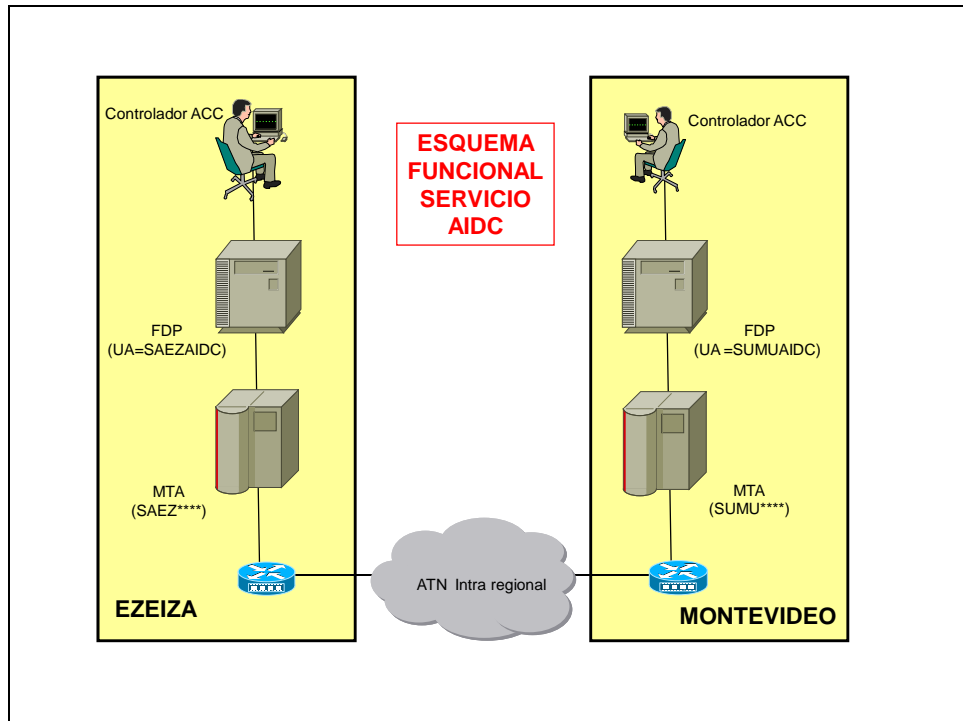 Controlador ACC
FDP
(UA=SAEZAIDC)
MTA
(SAEZ****)
EZEIZA
ESQUEMA
FUNCIONAL
SERVICIO
AIDC
ATN Intra regional
Controlador ACC
FDP
(UA =SUMUAIDC)
MTA
(SUMU****)
MONTEVIDEO